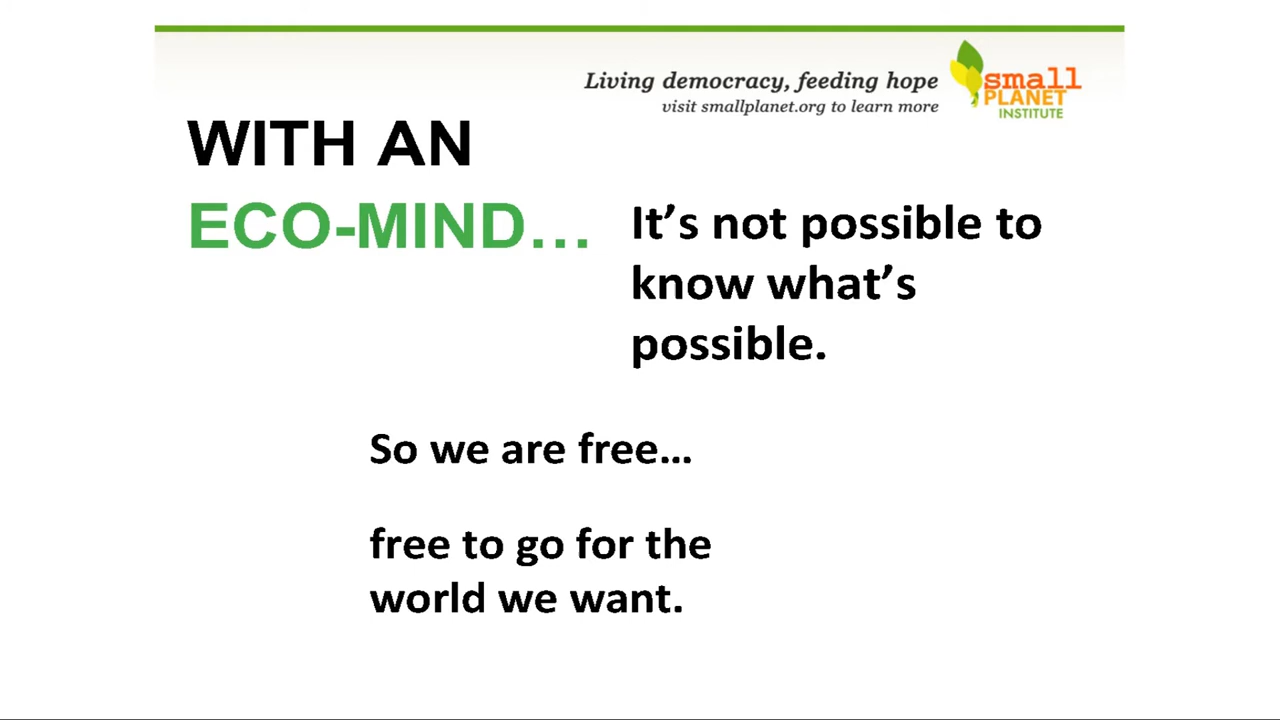 Living democracy, feeding hope
visit smallplanet.org to learn more
small
PLANET
INSTITUTE
WITH AN
ECO-MIND…
It’s not possible to
know what’s
possible.
So we are free…
free to go for the
world we want.